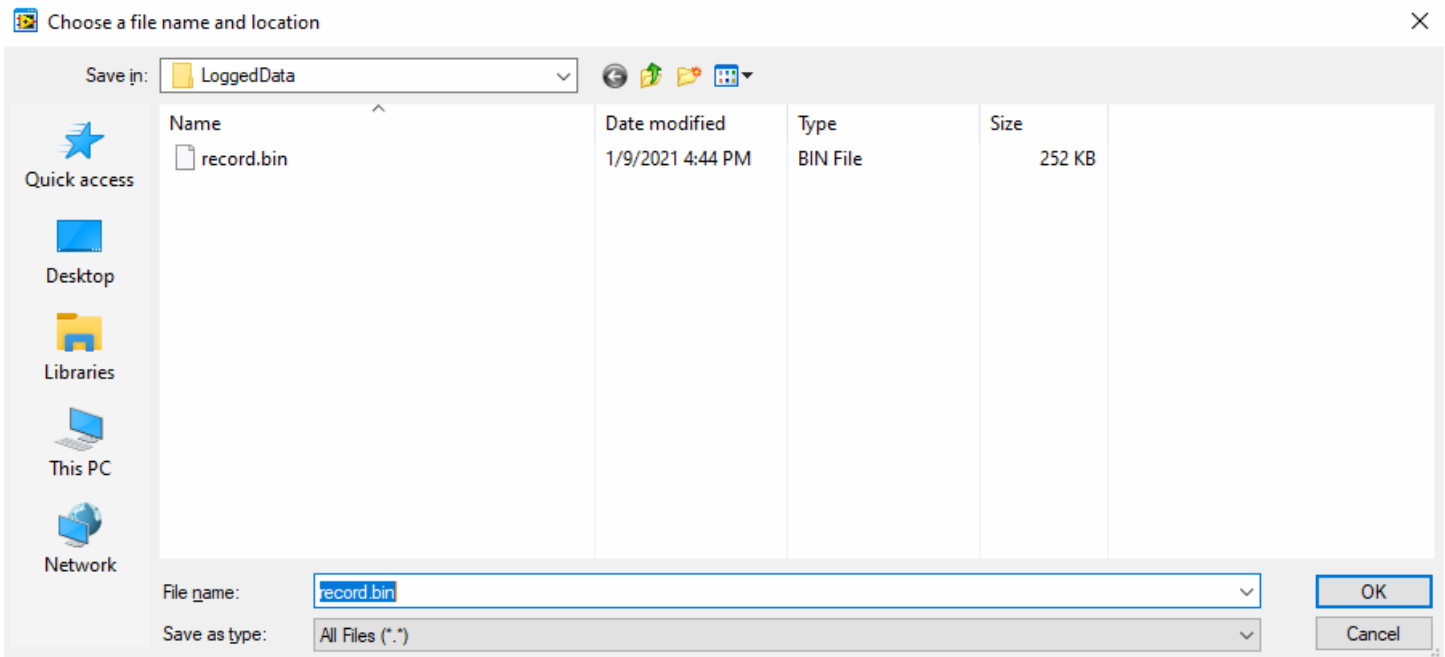 Choose a file name and location
Save in: LoggedData
Name Date modified Type Size
record.bin 1/9/2021 4:44 PM BIN File 252 KB
Quick access
Desktop
Libraries
This PC
Network
File name: record.bin OK
Save as type: All Files (*.*) Cancel